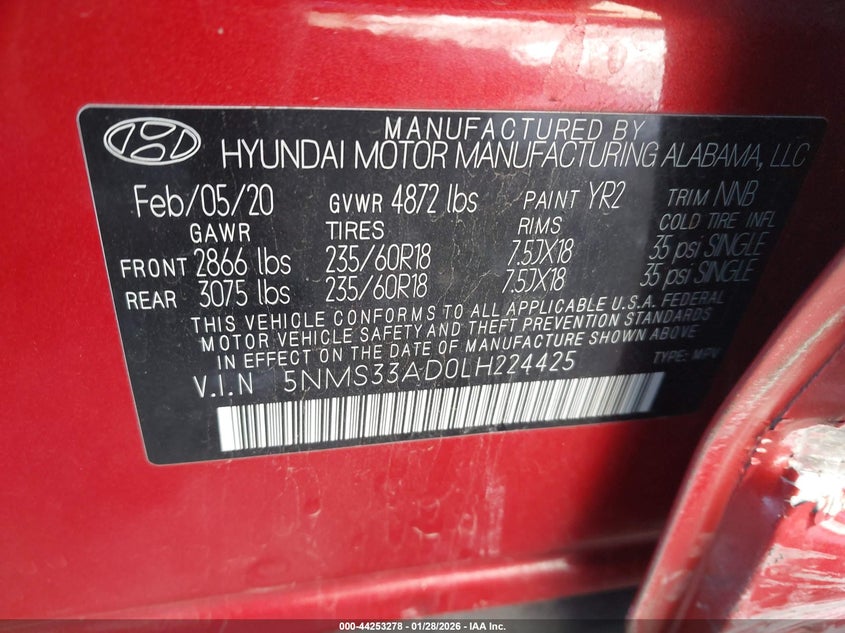 MANUFACTURED BY
HYUNDAI MOTOR MANUFACTURING ALABAMA, LLC
Feb/05/20 GVWR 4872 lbs PAINT YR2 TRIM NNB
GAWR TIRES RIMS COLD TIRE INFL
FRONT 2866 lbs 235/60R18 7.5JX18 35 psi SINGLE
REAR 3075 lbs 235/60R18 7.5JX18 35 psi SINGLE
THIS VEHICLE CONFORMS TO ALL APPLICABLE U.S.A. FEDERAL
MOTOR VEHICLE SAFETY AND THEFT PREVENTION STANDARDS
IN EFFECT ON THE DATE OF MANUFACTURE SHOWN ABOVE
V.I.N 5NMS33AD0LH224425 TYPE: MPV
000-44253278 - 01/28/2026 - IAA Inc.